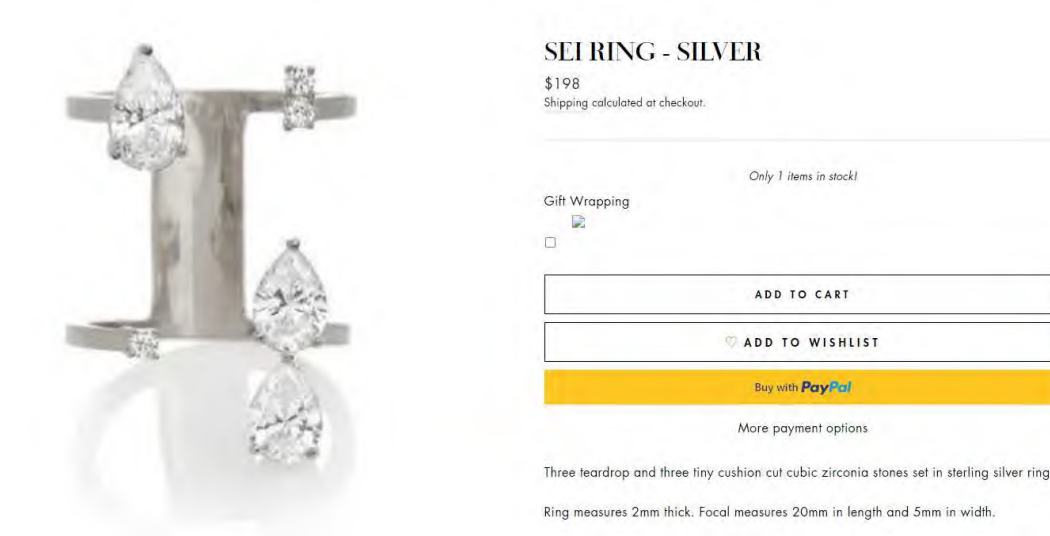 SEI RING - SILVER
$198
Shipping calculated at checkout.
Only 1 items in stock!
Gift Wrapping
ADD TO CART
♡ ADD TO WISHLIST
Buy with PayPal
More payment options
Three teardrop and three tiny cushion cut cubic zirconia stones set in sterling silver ring
Ring measures 2mm thick. Focal measures 20mm in length and 5mm in width.